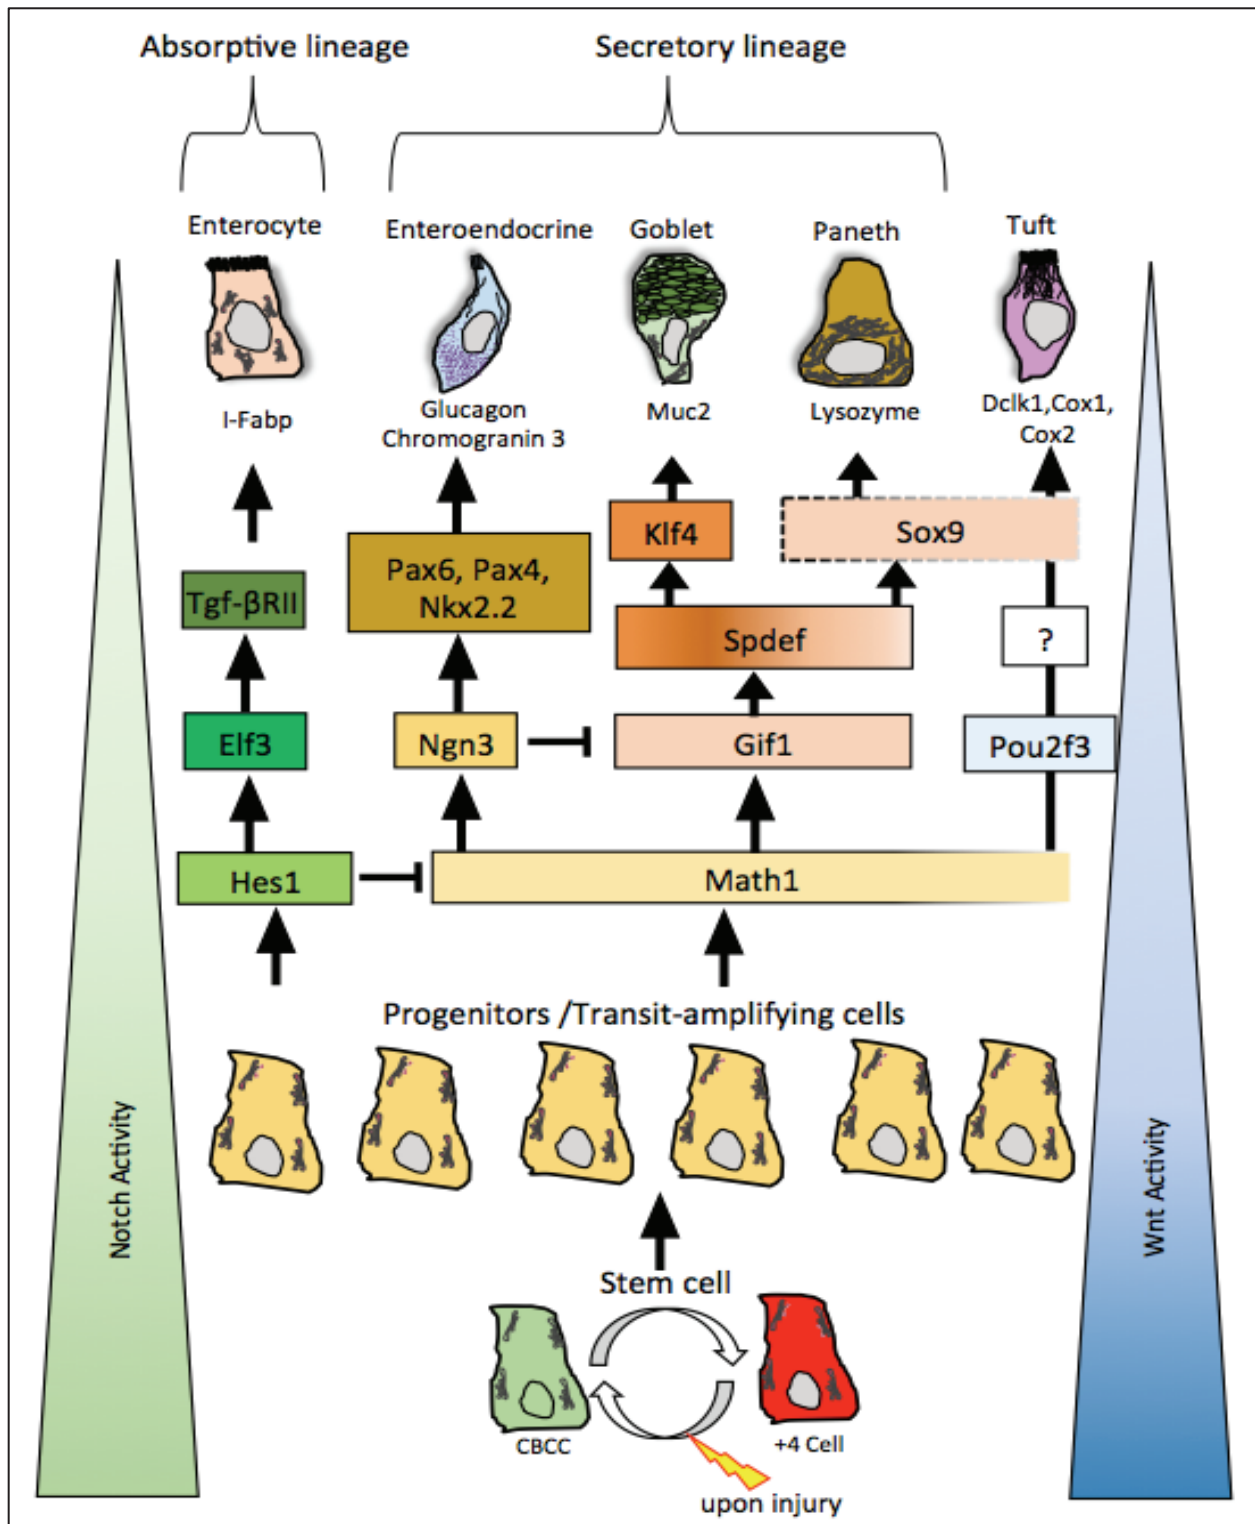 Absorptive lineage
Secretory lineage
Enterocyte
Enteroendocrine
Goblet
Paneth
Tuft
I-Fabp
Glucagon
Chromogranin 3
Muc2
Lysozyme
Dclk1,Cox1,
Cox2
Klf4
Sox9
Tgf-βRII
Pax6, Pax4,
Nkx2.2
Spdef
?
Elf3
Ngn3
Gif1
Pou2f3
Hes1
Math1
Progenitors /Transit-amplifying cells
Notch Activity
Wnt Activity
Stem cell
CBCC
+4 Cell
upon injury